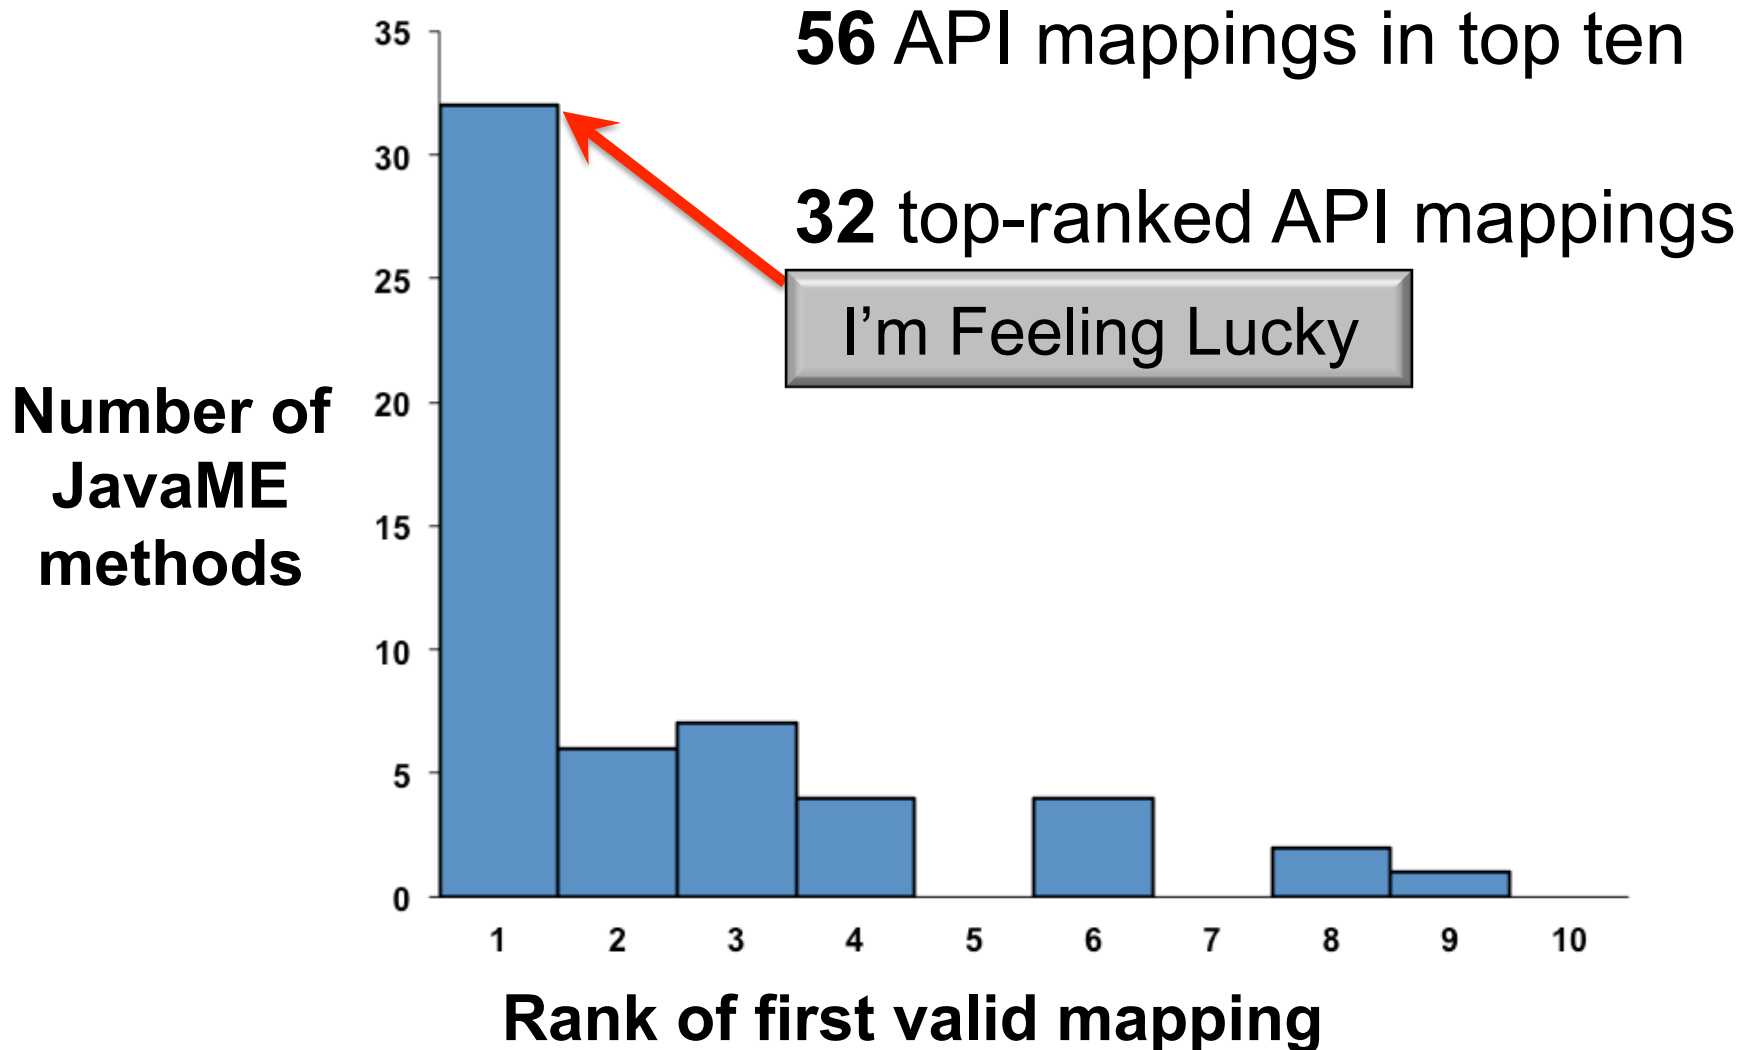 56 API mappings in top ten
32 top-ranked API mappings
I'm Feeling Lucky
Number of
JavaME
methods
35
30
25
20
15
10
5
0
1 2 3 4 5 6 7 8 9 10
Rank of first valid mapping